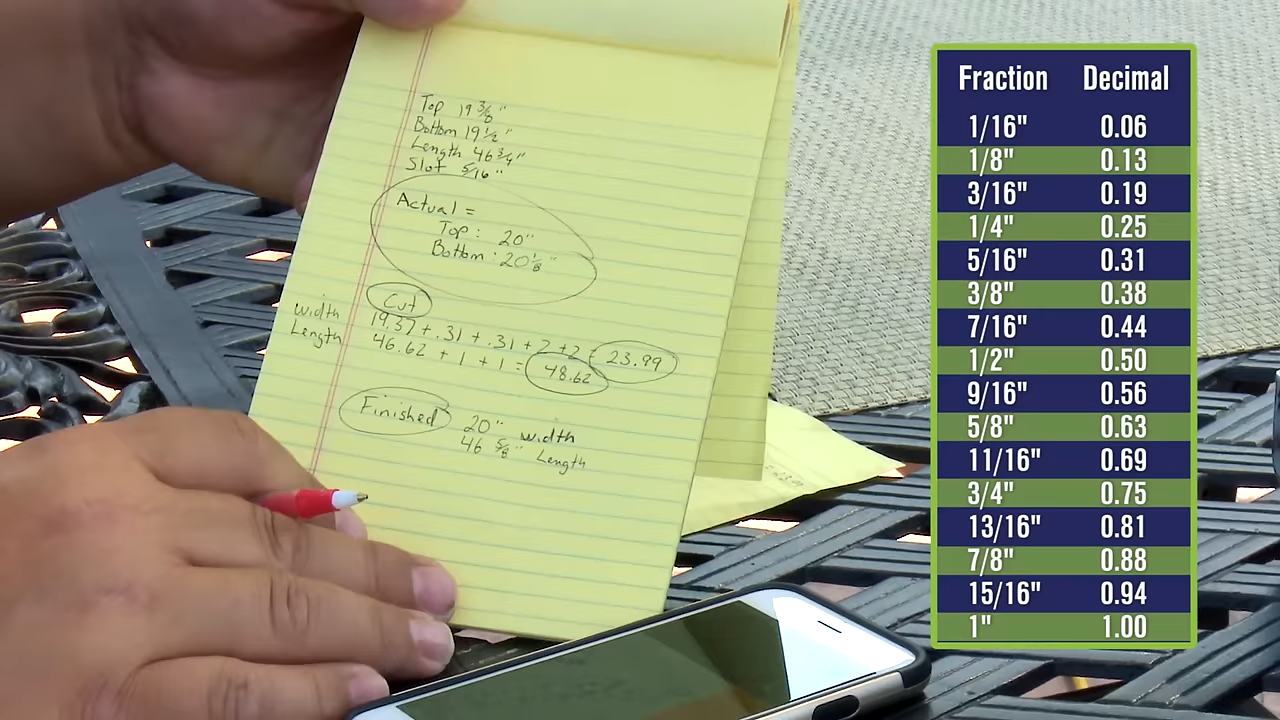 Top 19 3/8"
Bottom 19 1/2"
Length 46 3/4"
Slot 5/16"
Actual =
Top: 20"
Bottom: 20 1/8"
Cut
Width 19.37 + .31 + .31 + 2 + 2 23.99
Length 46.62 + 1 + 1 = 48.62
Finished 20" width
46 5/8" Length
Fraction Decimal
1/16" 0.06
1/8" 0.13
3/16" 0.19
1/4" 0.25
5/16" 0.31
3/8" 0.38
7/16" 0.44
1/2" 0.50
9/16" 0.56
5/8" 0.63
11/16" 0.69
3/4" 0.75
13/16" 0.81
7/8" 0.88
15/16" 0.94
1" 1.00